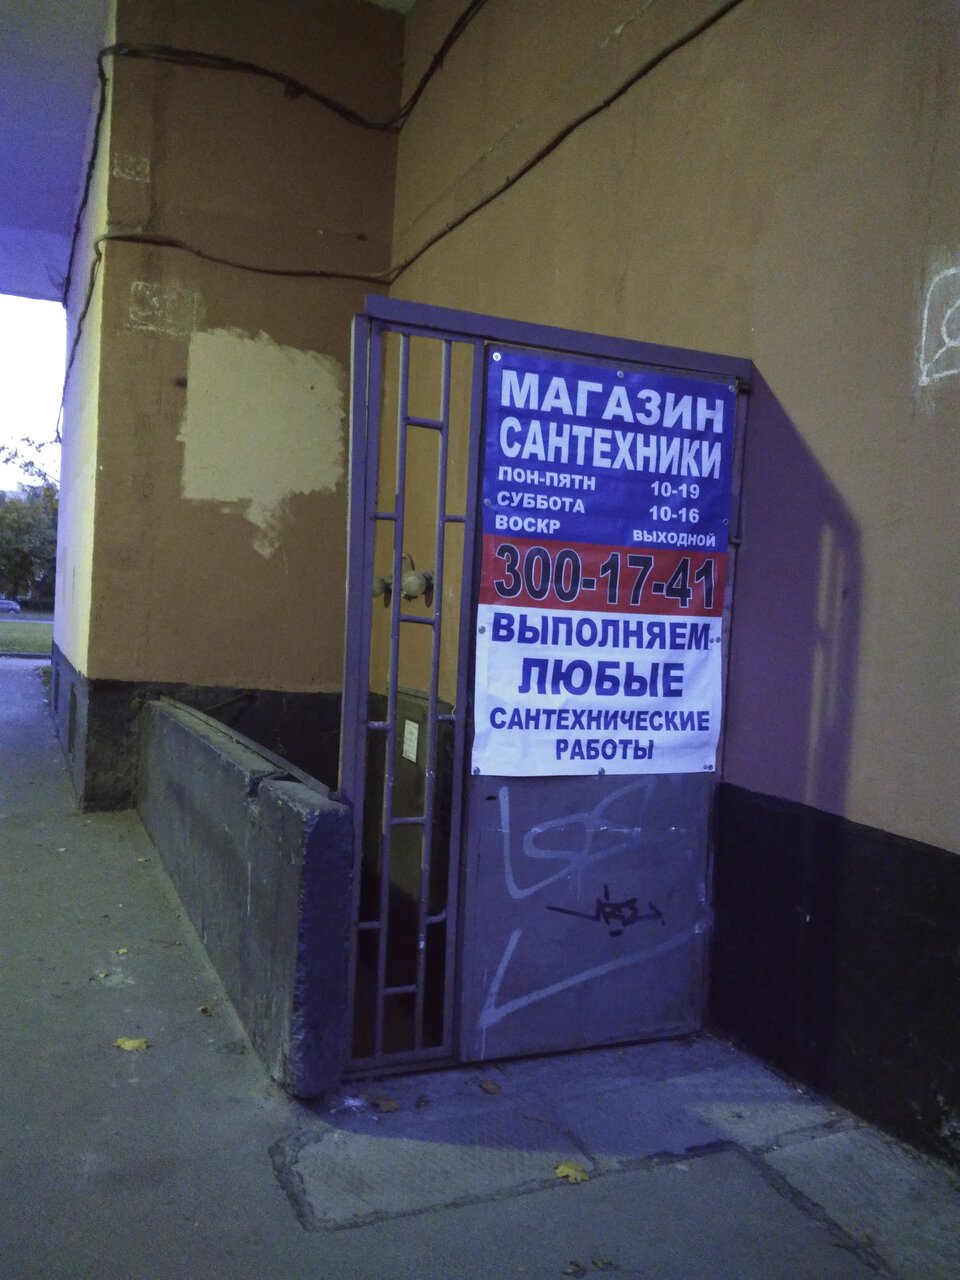 МАГАЗИН
САНТЕХНИКИ
ПОН-ПЯТН 10-19
СУББОТА 10-16
ВОСКР ВЫХОДНОЙ
300-17-41
ВЫПОЛНЯЕМ
ЛЮБЫЕ
САНТЕХНИЧЕСКИЕ
РАБОТЫ